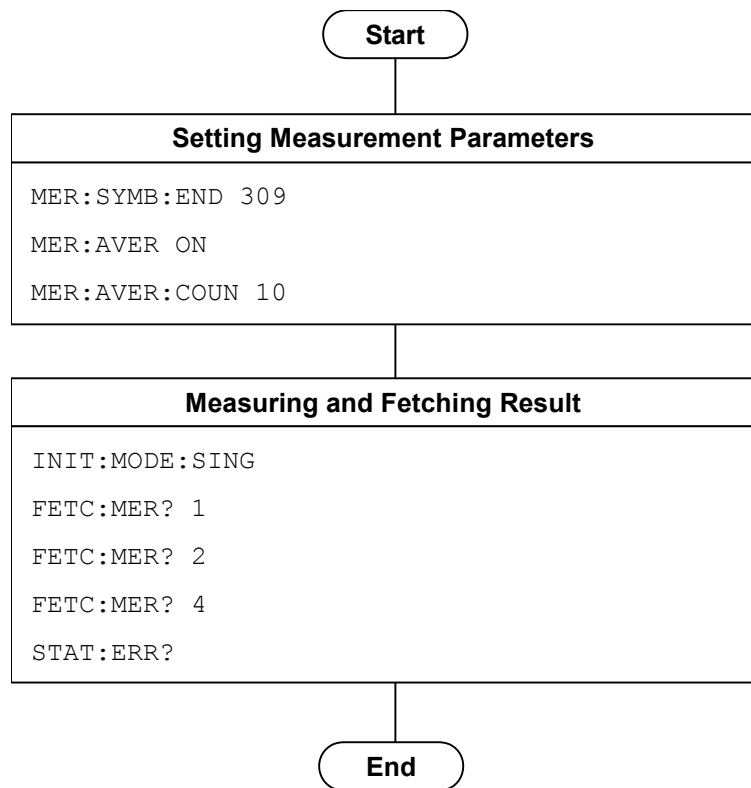 Start
Setting Measurement Parameters
MER:SYMB:END 309
MER:AVER ON
MER:AVER:COUN 10
Measuring and Fetching Result
INIT:MODE:SING
FETC:MER? 1
FETC:MER? 2
FETC:MER? 4
STAT:ERR?
End